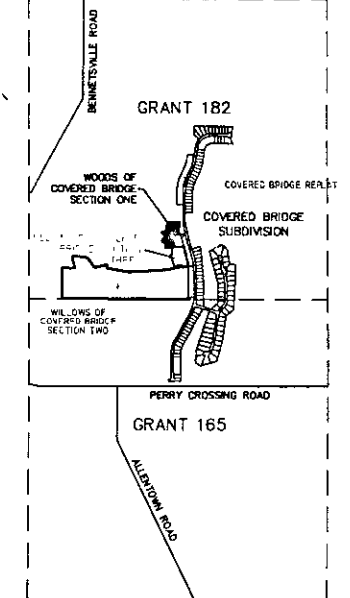 BENNETSVILLE ROAD
GRANT 182
WOODS OF
COVERED BRIDGE
SECTION ONE
COVERED BRIDGE REPLAT
COVERED BRIDGE
SUBDIVISION
WILLOWS OF
COVERED BRIDGE
SECTION TWO
PERRY CROSSING ROAD
GRANT 165
ALLENTOWN ROAD